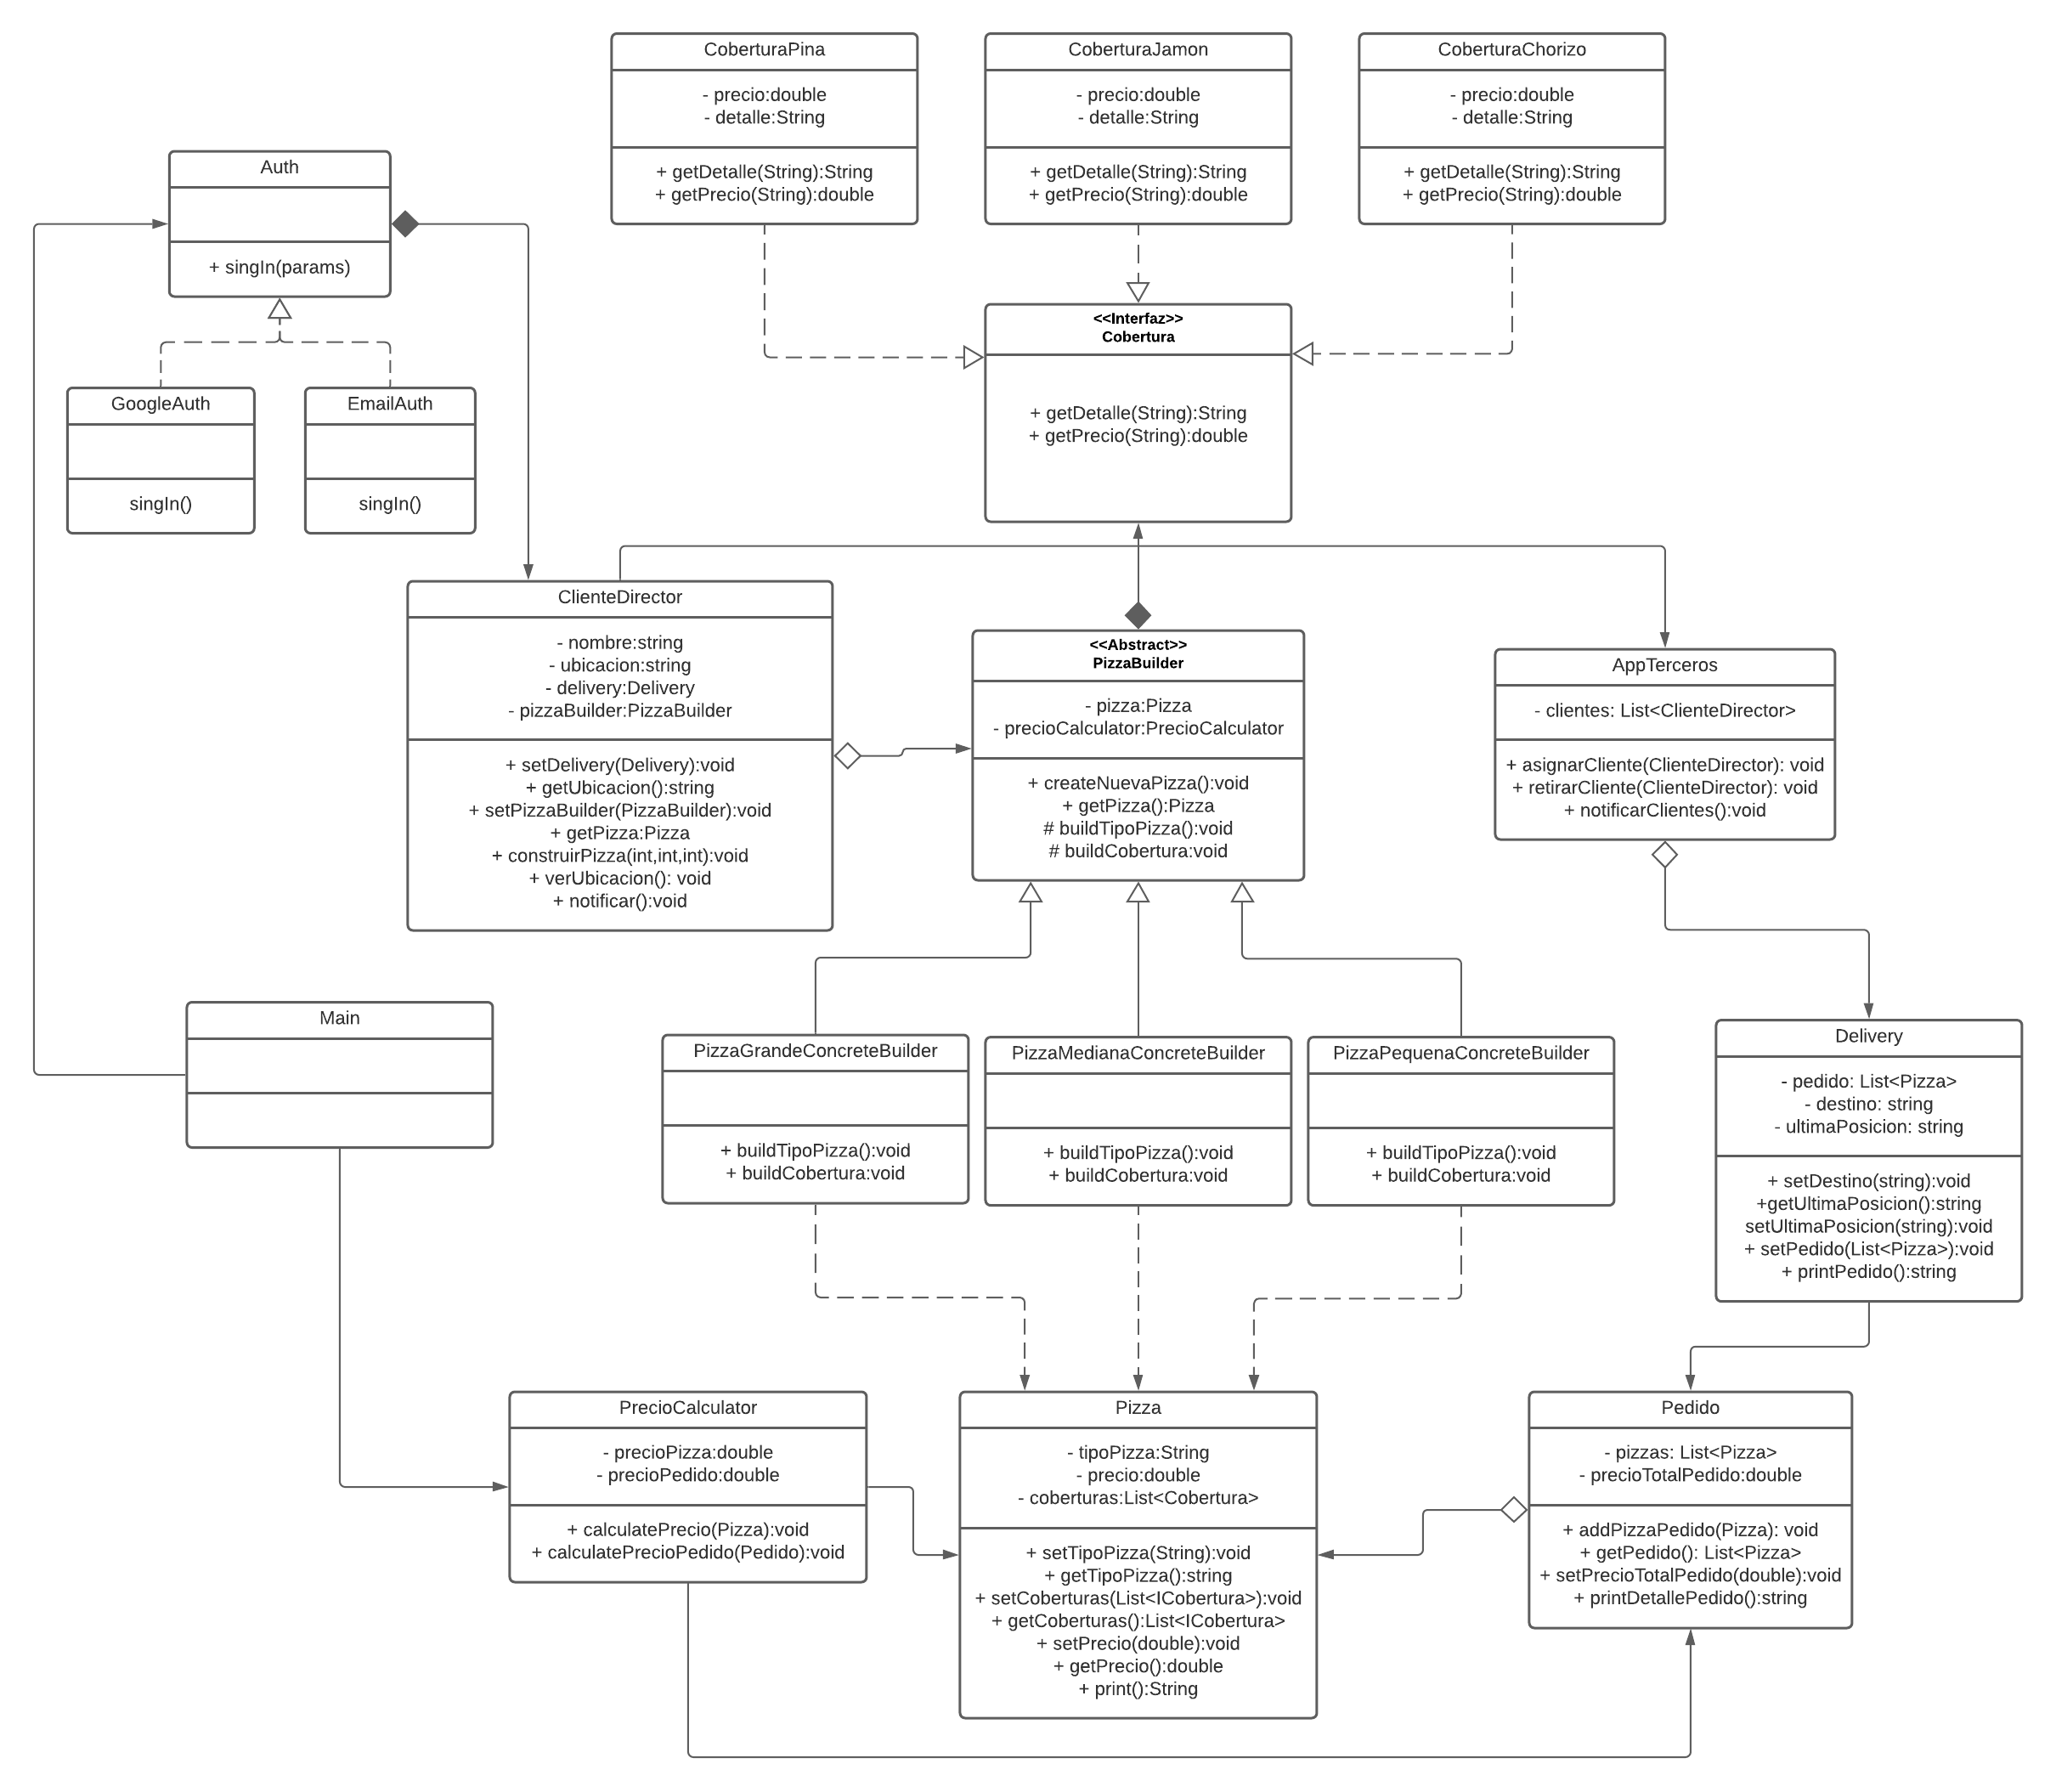 CoberturaPina
- precio:double
- detalle:String
+ getDetalle(String):String
+ getPrecio(String):double
CoberturaJamon
- precio:double
- detalle:String
+ getDetalle(String):String
+ getPrecio(String):double
CoberturaChorizo
- precio:double
- detalle:String
+ getDetalle(String):String
+ getPrecio(String):double
Auth
+ singIn(params)
GoogleAuth
singIn()
EmailAuth
singIn()
<<Interfaz>>
Cobertura
+ getDetalle(String):String
+ getPrecio(String):double
ClienteDirector
- nombre:string
- ubicacion:string
- delivery:Delivery
- pizzaBuilder:PizzaBuilder
+ setDelivery(Delivery):void
+ getUbicacion():string
+ setPizzaBuilder(PizzaBuilder):void
+ getPizza:Pizza
+ construirPizza(int,int,int):void
+ verUbicacion(): void
+ notificar():void
<<Abstract>>
PizzaBuilder
- pizza:Pizza
- precioCalculator:PrecioCalculator
+ createNuevaPizza():void
+ getPizza():Pizza
# buildTipoPizza():void
# buildCobertura:void
AppTerceros
- clientes: List<ClienteDirector>
+ asignarCliente(ClienteDirector): void
+ retirarCliente(ClienteDirector): void
+ notificarClientes():void
Main
PizzaGrandeConcreteBuilder
+ buildTipoPizza():void
+ buildCobertura:void
PizzaMedianaConcreteBuilder
+ buildTipoPizza():void
+ buildCobertura:void
PizzaPequenaConcreteBuilder
+ buildTipoPizza():void
+ buildCobertura:void
Delivery
- pedido: List<Pizza>
- destino: string
- ultimaPosicion: string
+ setDestino(string):void
+getUltimaPosicion():string
setUltimaPosicion(string):void
+ setPedido(List<Pizza>):void
+ printPedido():string
PrecioCalculator
- precioPizza:double
- precioPedido:double
+ calculatePrecio(Pizza):void
+ calculatePrecioPedido(Pedido):void
Pizza
- tipoPizza:String
- precio:double
- coberturas:List<Cobertura>
+ setTipoPizza(String):void
+ getTipoPizza():string
+ setCoberturas(List<ICobertura>):void
+ getCoberturas():List<ICobertura>
+ setPrecio(double):void
+ getPrecio():double
+ print():String
Pedido
- pizzas: List<Pizza>
- precioTotalPedido:double
+ addPizzaPedido(Pizza): void
+ getPedido(): List<Pizza>
+ setPrecioTotalPedido(double):void
+ printDetallePedido():string